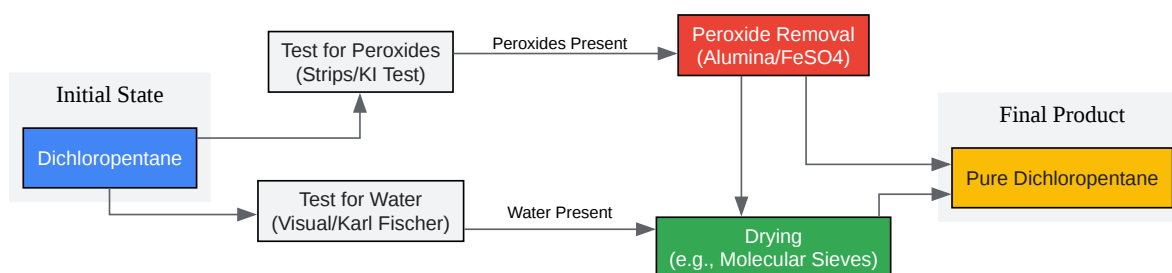 Initial State
Dichloropentane
Test for Peroxides
(Strips/KI Test)
Peroxides Present
Peroxide Removal
(Alumina/FeSO4)
Test for Water
(Visual/Karl Fischer)
Water Present
Drying
(e.g., Molecular Sieves)
Final Product
Pure Dichloropentane